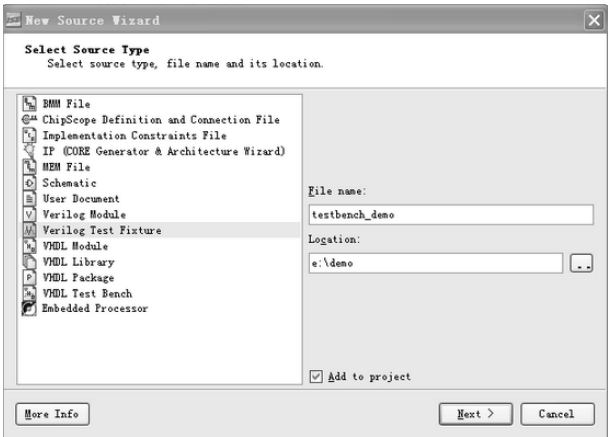 New Source Wizard
Select Source Type
Select source type, file name and its location.
BMM File
ChipScope Definition and Connection File
Implementation Constraints File
IP (CORE Generator & Architecture Wizard)
MEM File
Schematic
User Document
Verilog Module
Verilog Test Fixture
VHDL Module
VHDL Library
VHDL Package
VHDL Test Bench
Embedded Processor
File name:
testbench_demo
Location:
e:\demo
..
Add to project
More Info
Next >
Cancel